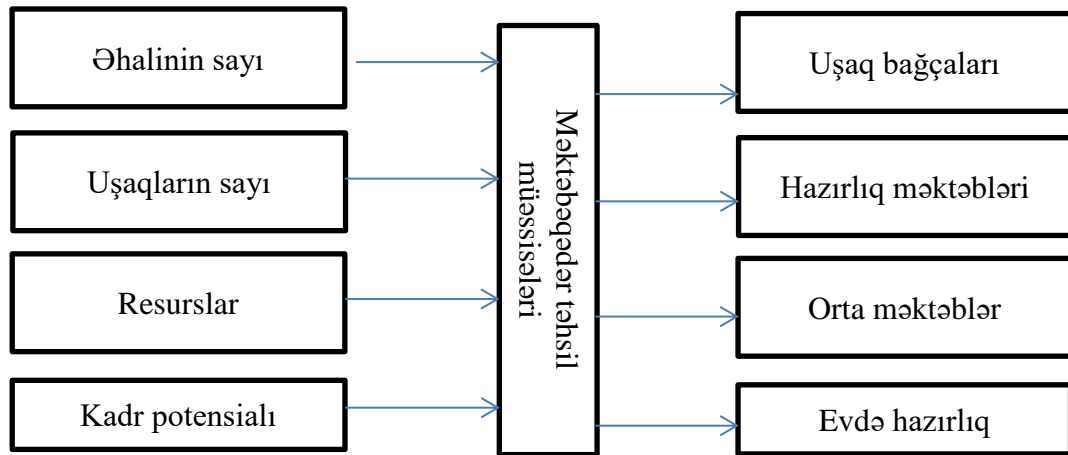 Əhalinin sayı
Uşaqların sayı
Resurslar
Kadr potensialı
Məktəbəqədər təhsil
müəssisələri
Uşaq bağçaları
Hazırlıq məktəbləri
Orta məktəblər
Evdə hazırlıq